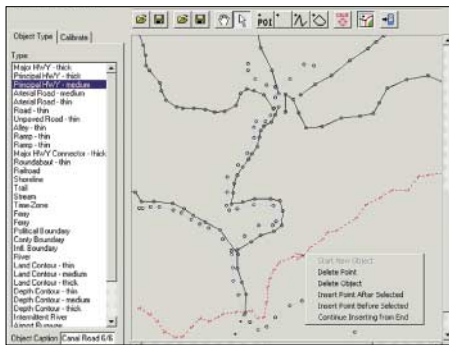 POI
Object Type
Calibrate
Type:
Major HWY - thick
Principal HWY - thick
Principal HWY - medium
Arterial Road - medium
Arterial Road - thin
Road - thin
Unpaved Road - thin
Alley - thin
Ramp - thin
Ramp - thin
Major HWY Connector - thick
Roundabout - thin
Railroad
Shoreline
Trail
Stream
Time-Zone
Ferry
Ferry
Political Boundary
Conty Boundary
Intl. Boundary
River
Land Contour - thin
Land Contour - medium
Land Contour - thick
Depth Contour - thin
Depth Contour - medium
Depth Contour - thick
Intermittent River
Airport Runway
Object Caption
Canal Road 6/6
Start New Object
Delete Point
Delete Object
Insert Point After Selected
Insert Point Before Selected
Continue Inserting from End